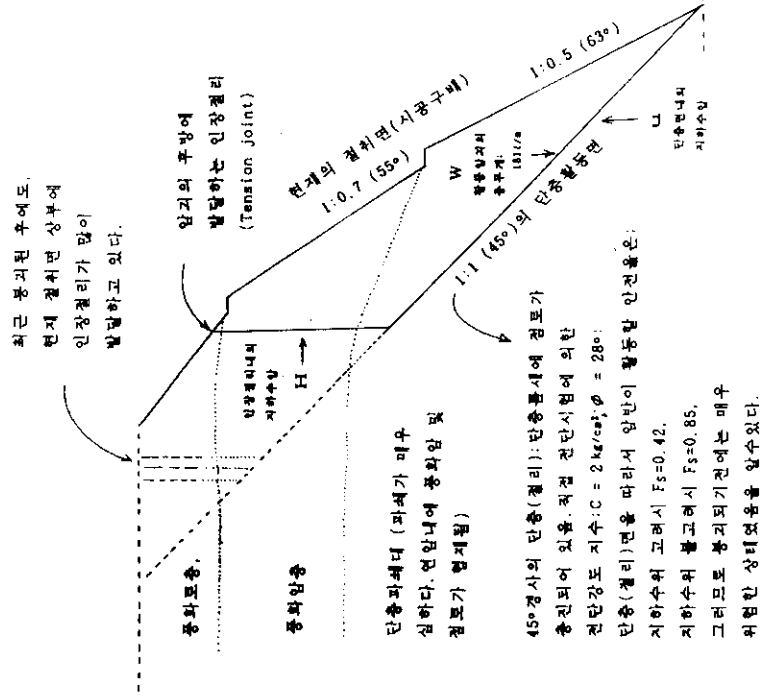 최근 붕괴된 후에도,
현재 절취면 상부에
인장절리가 많이
발달하고 있다.
암괴의 후방에
발달하는 인장절리
(Tension joint)
현재의 절취면(시공구배)
1:0.7 (55°)
1:0.5 (63°)
인장절리내의
지하수압
H
W
활동암괴의
총무게:
1:1 (45°)의 단층활동면
U
단층면내의
지하수압
풍화토층,
풍화암층
단층파쇄대 (파쇄가 매우
심하다. 연암내에 풍화암 및
점토가 협재됨)
45°경사의 단층(절리):단층틈새에 점토가
충진되어 있음. 직접 전단시험에 의한
전단강도 지수:C = 2 kg/cm², Ø = 28°:
단층(절리)면을 따라서 암반이 활동할 안전율은:
지하수위 고려시 Fs=0.42,
지하수위 불고려시 Fs=0.85,
그러므로 붕괴되기전에는 매우
위험한 상태였음을 알수있다.